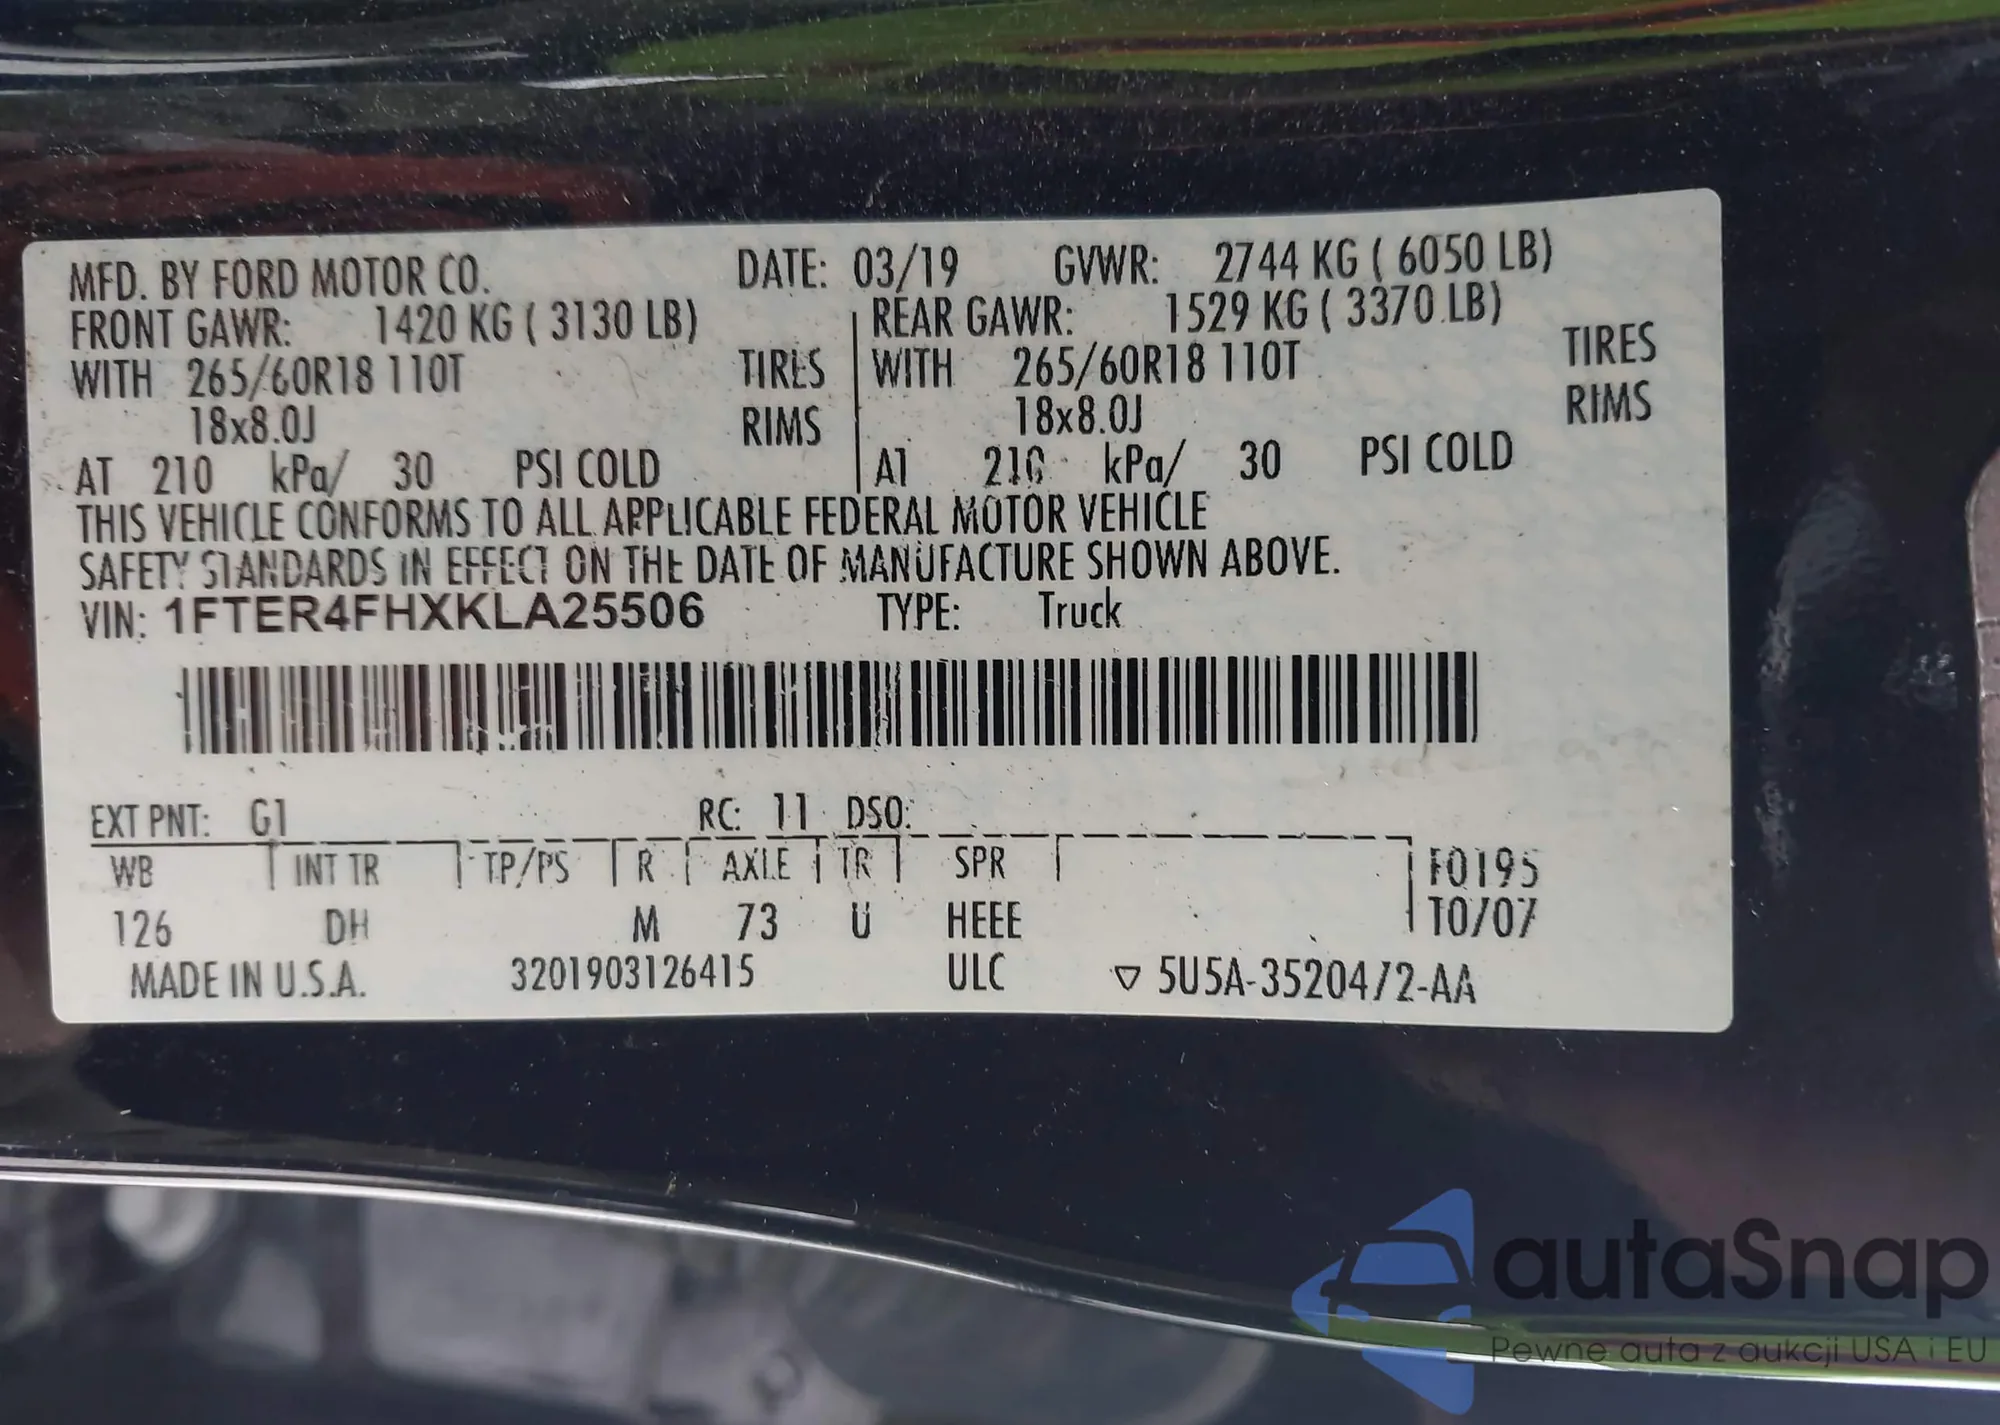 MFD. BY FORD MOTOR CO. DATE: 03/19 GVWR: 2744 KG ( 6050 LB)
FRONT GAWR: 1420 KG ( 3130 LB) REAR GAWR: 1529 KG ( 3370 LB)
WITH 265/60R18 110T TIRES WITH 265/60R18 110T TIRES
18x8.0J RIMS 18x8.0J RIMS
AT 210 kPa/ 30 PSI COLD AT 210 kPa/ 30 PSI COLD
THIS VEHICLE CONFORMS TO ALL APPLICABLE FEDERAL MOTOR VEHICLE
SAFETY STANDARDS IN EFFECT ON THE DATE OF MANUFACTURE SHOWN ABOVE.
VIN: 1FTER4FHXKLA25506 TYPE: Truck
EXT PNT: G1 RC: 11 DSO:
WB INT TR TP/PS R AXLE TR SPR F0195
126 DH M 73 U HEEE T0/07
MADE IN U.S.A. 3201903126415 ULC ▽ 5U5A-35204/2-AA
autaSnap
Pewne auta z aukcji USA i EU